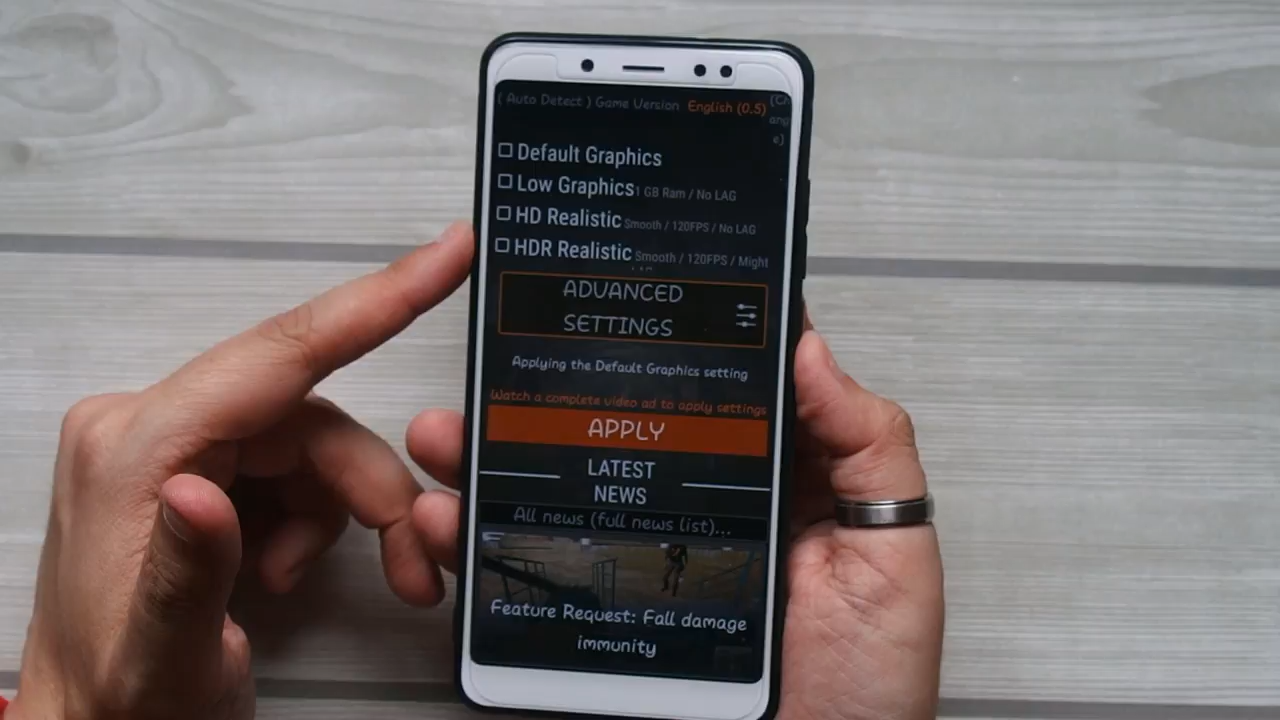 ( Auto Detect ) Game Version English (0.5) (Ch
ang
e)
Default Graphics
Low Graphics 1 GB Ram / No LAG
HD Realistic Smooth / 120FPS / No LAG
HDR Realistic Smooth / 120FPS / Might
ADVANCED
SETTINGS
Applying the Default Graphics setting
Watch a complete video ad to apply settings
APPLY
LATEST
NEWS
All news (full news list)...
Feature Request: Fall damage
immunity